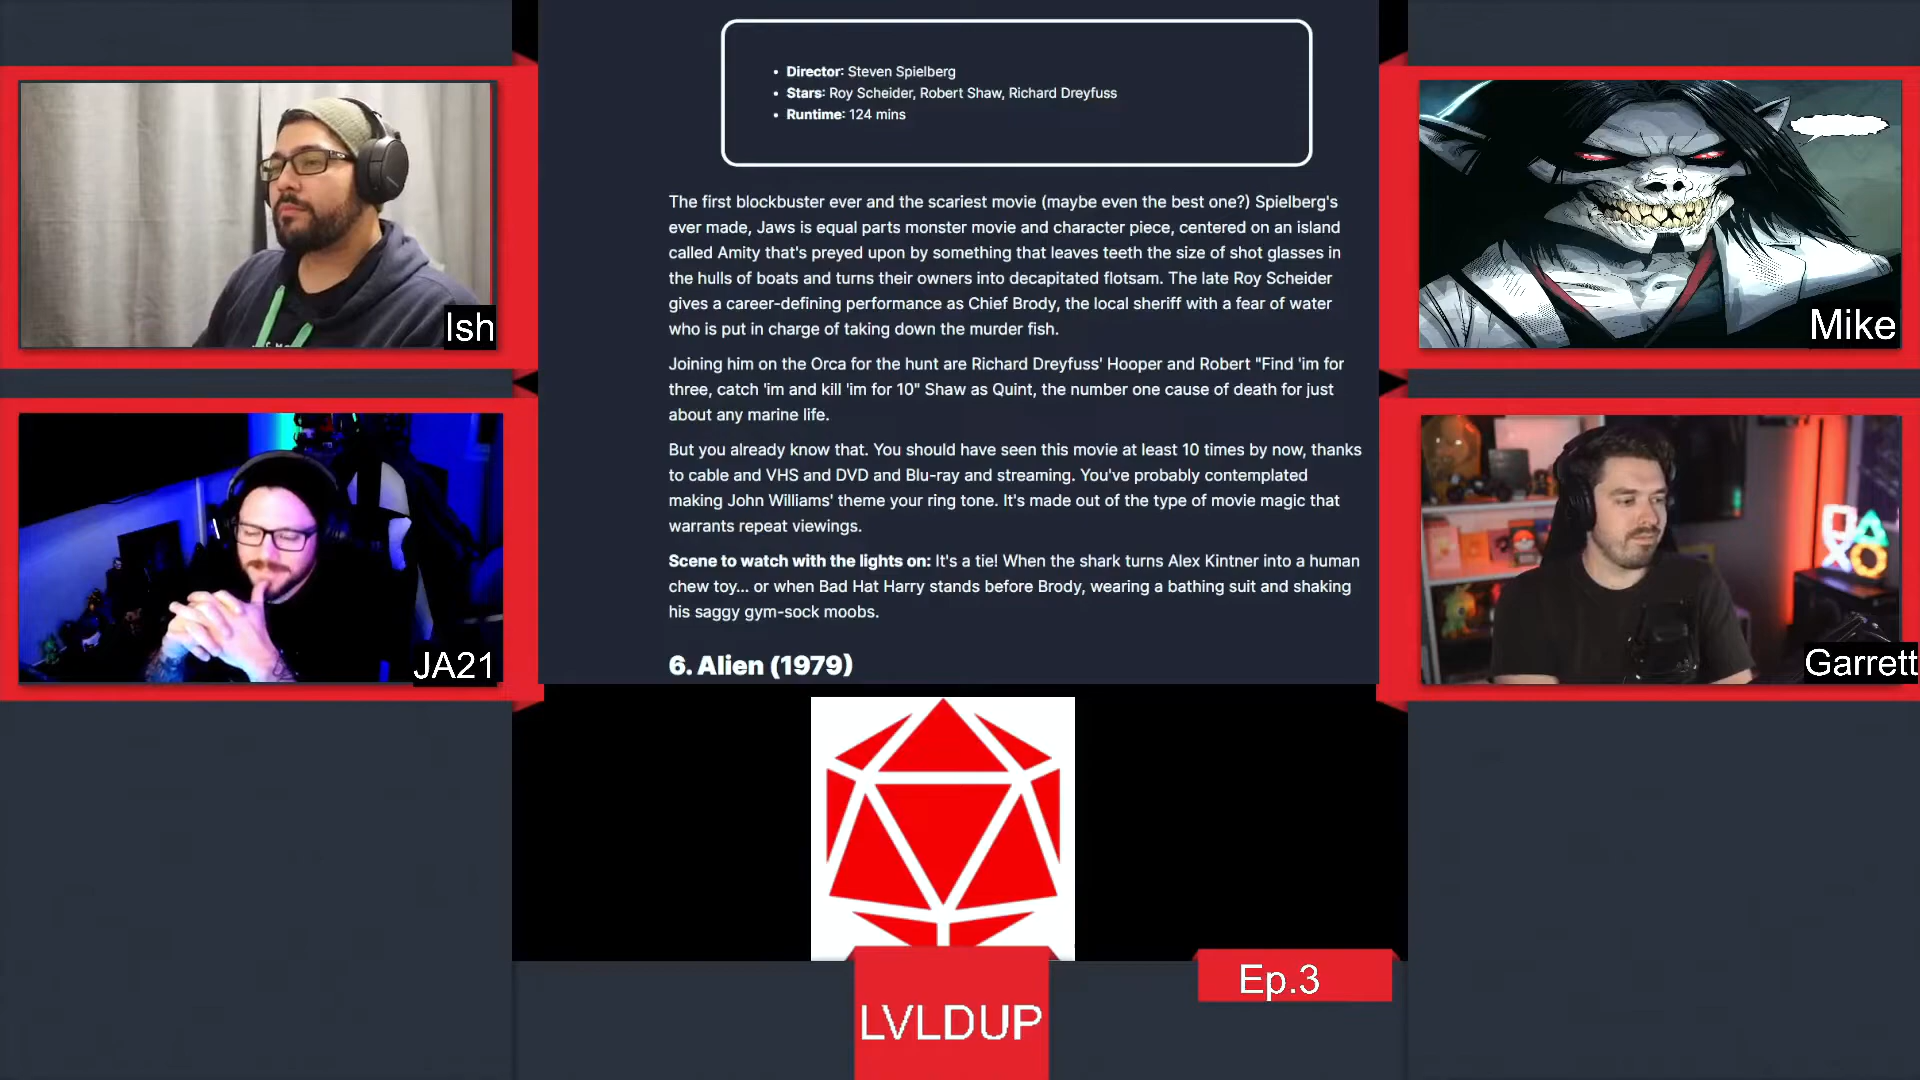 • Director: Steven Spielberg
• Stars: Roy Scheider, Robert Shaw, Richard Dreyfuss
• Runtime: 124 mins
The first blockbuster ever and the scariest movie (maybe even the best one?) Spielberg's
ever made, Jaws is equal parts monster movie and character piece, centered on an island
called Amity that's preyed upon by something that leaves teeth the size of shot glasses in
the hulls of boats and turns their owners into decapitated flotsam. The late Roy Scheider
gives a career-defining performance as Chief Brody, the local sheriff with a fear of water
who is put in charge of taking down the murder fish.
Joining him on the Orca for the hunt are Richard Dreyfuss' Hooper and Robert "Find 'im for
three, catch 'im and kill 'im for 10" Shaw as Quint, the number one cause of death for just
about any marine life.
But you already know that. You should have seen this movie at least 10 times by now, thanks
to cable and VHS and DVD and Blu-ray and streaming. You've probably contemplated
making John Williams' theme your ring tone. It's made out of the type of movie magic that
warrants repeat viewings.
Scene to watch with the lights on: It's a tie! When the shark turns Alex Kintner into a human
chew toy... or when Bad Hat Harry stands before Brody, wearing a bathing suit and shaking
his saggy gym-sock moobs.
6. Alien (1979)
Ish
Mike
JA21
Garrett
Ep.3
LVLDUP